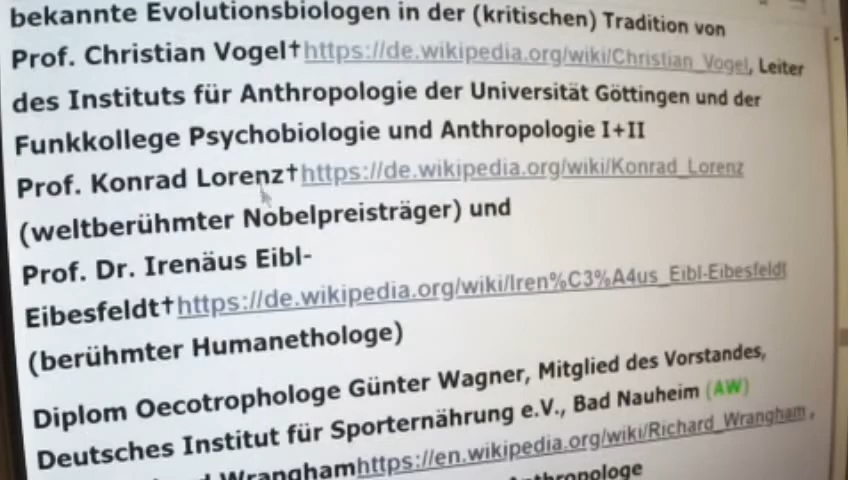 bekannte Evolutionsbiologen in der (kritischen) Tradition von
Prof. Christian Vogel†https://de.wikipedia.org/wiki/Christian_Vogel, Leiter
des Instituts für Anthropologie der Universität Göttingen und der
Funkkollege Psychobiologie und Anthropologie I+II
Prof. Konrad Lorenz†https://de.wikipedia.org/wiki/Konrad_Lorenz
(weltberühmter Nobelpreisträger) und
Prof. Dr. Irenäus Eibl-
Eibesfeldt†https://de.wikipedia.org/wiki/Iren%C3%A4us_Eibl-Eibesfeldt
(berühmter Humanethologe)
Diplom Oecotrophologe Günter Wagner, Mitglied des Vorstandes,
Deutsches Institut für Sporternährung e.V., Bad Nauheim (AW)
Wranghamhttps://en.wikipedia.org/wiki/Richard_Wrangham,